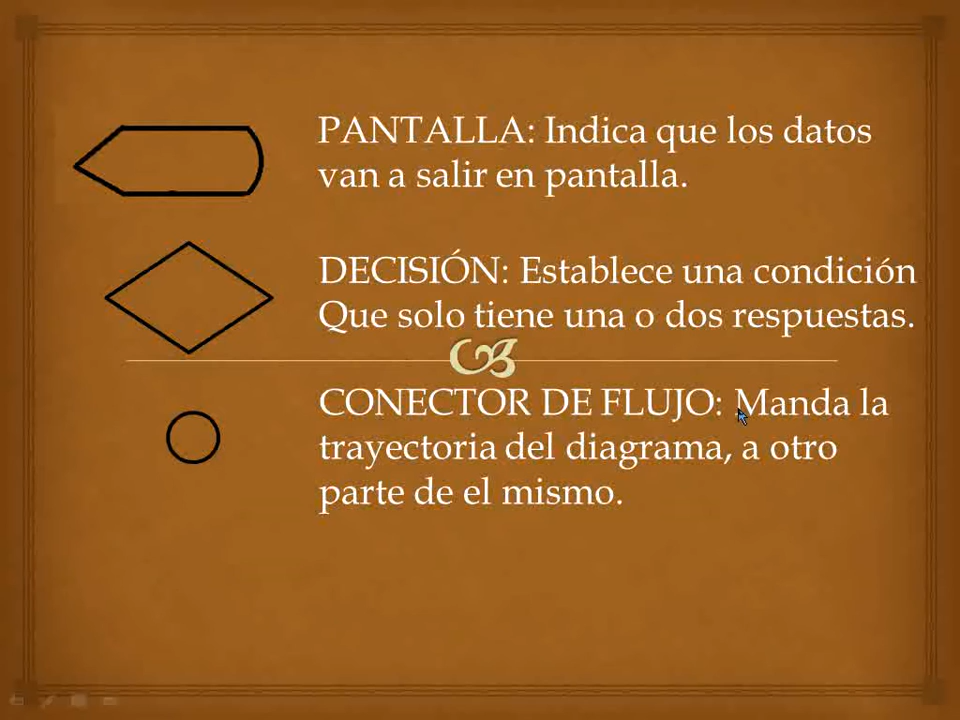 PANTALLA: Indica que los datos
van a salir en pantalla.
DECISIÓN: Establece una condición
Que solo tiene una o dos respuestas.
CONECTOR DE FLUJO: Manda la
trayectoria del diagrama, a otro
parte de el mismo.